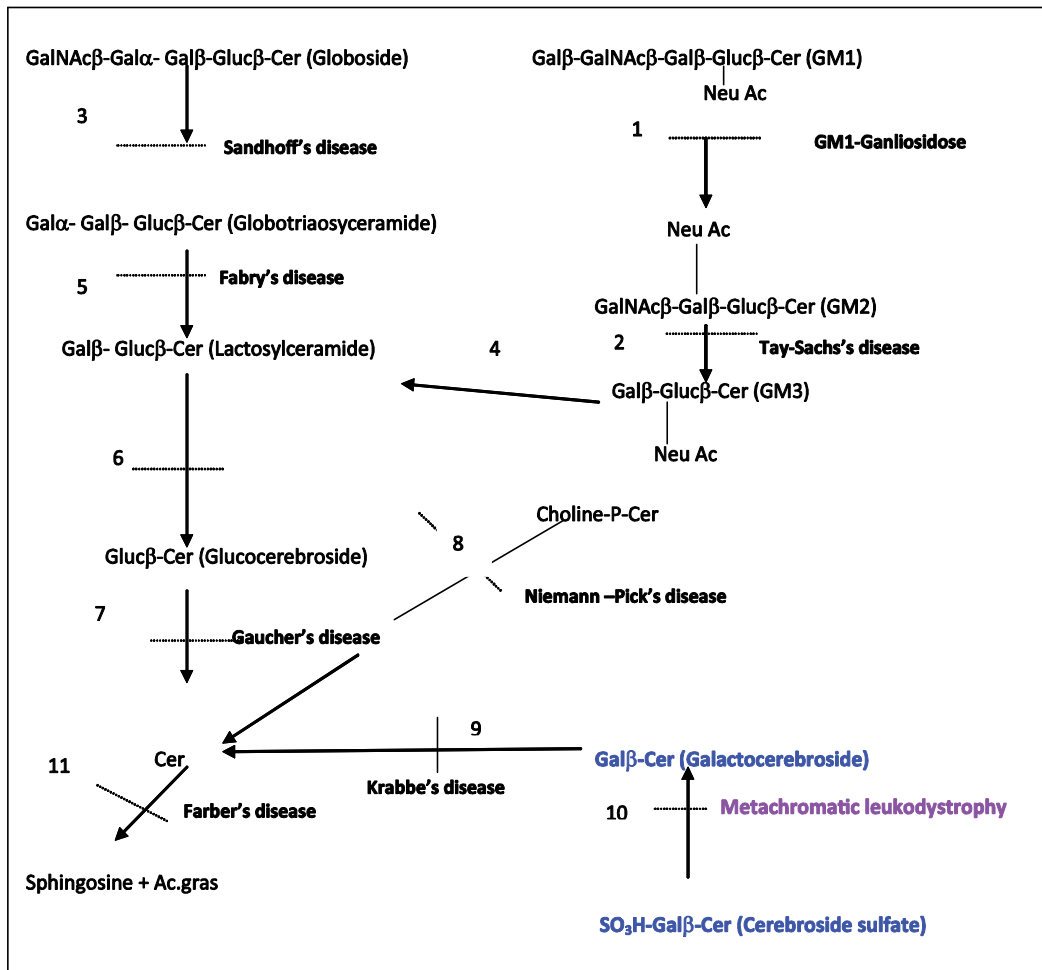 GalNAcβ-Galα- Galβ-Glucβ-Cer (Globoside)
Galβ-GalNAcβ-Galβ-Glucβ-Cer (GM1)
Neu Ac
3
Sandhoff's disease
1
GM1-Ganliosidose
Galα- Galβ- Glucβ-Cer (Globotriaosyceramide)
Neu Ac
5
Fabry's disease
GalNAcβ-Galβ-Glucβ-Cer (GM2)
Galβ- Glucβ-Cer (Lactosylceramide)
4
2
Tay-Sachs's disease
Galβ-Glucβ-Cer (GM3)
Neu Ac
6
Choline-P-Cer
8
Glucβ-Cer (Glucocerebroside)
Niemann –Pick's disease
7
Gaucher's disease
9
Cer
Galβ-Cer (Galactocerebroside)
11
Krabbe's disease
Farber's disease
10
Metachromatic leukodystrophy
Sphingosine + Ac.gras
SO₃H-Galβ-Cer (Cerebroside sulfate)